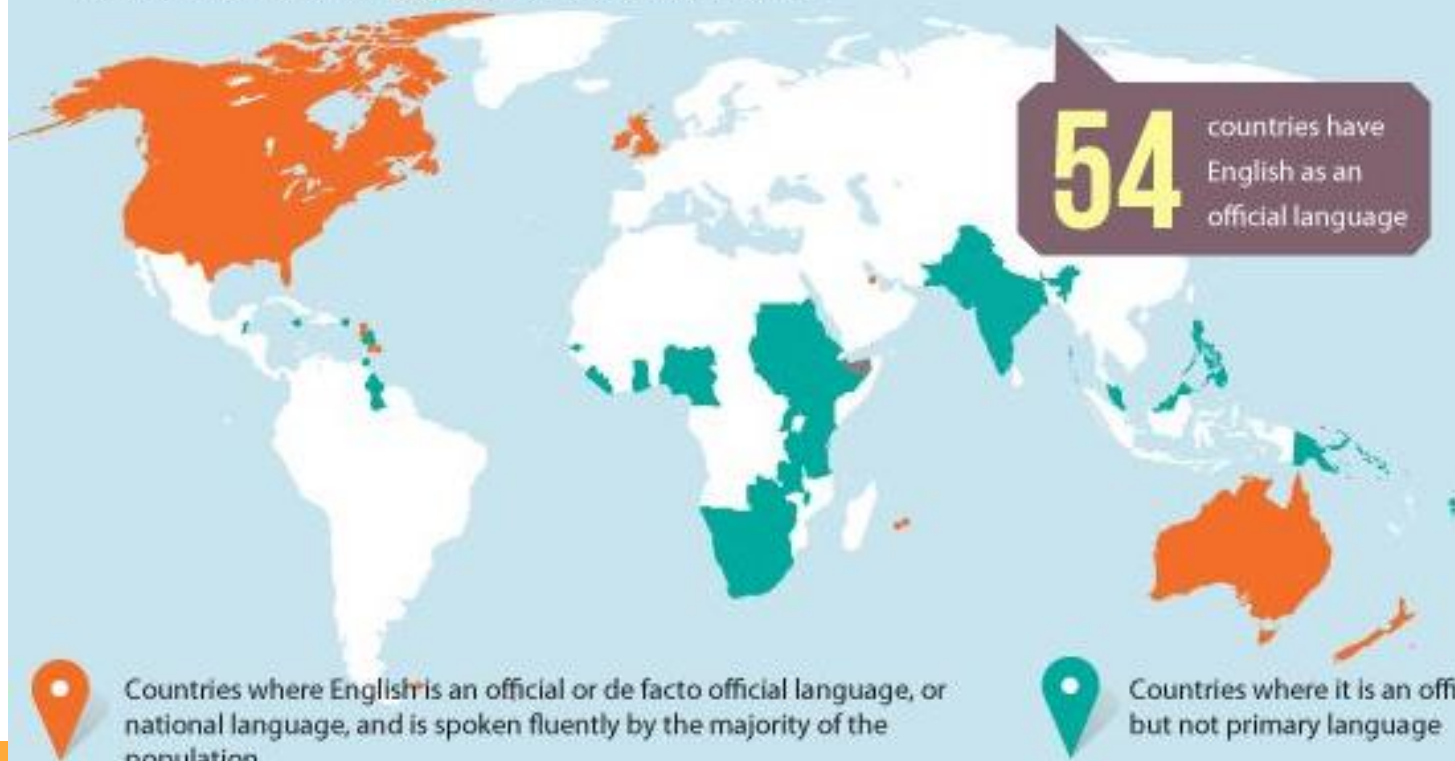 54
countries have
English as an
official language
Countries where English is an official or de facto official language, or
national language, and is spoken fluently by the majority of the
population
Countries where it is an offi
but not primary language